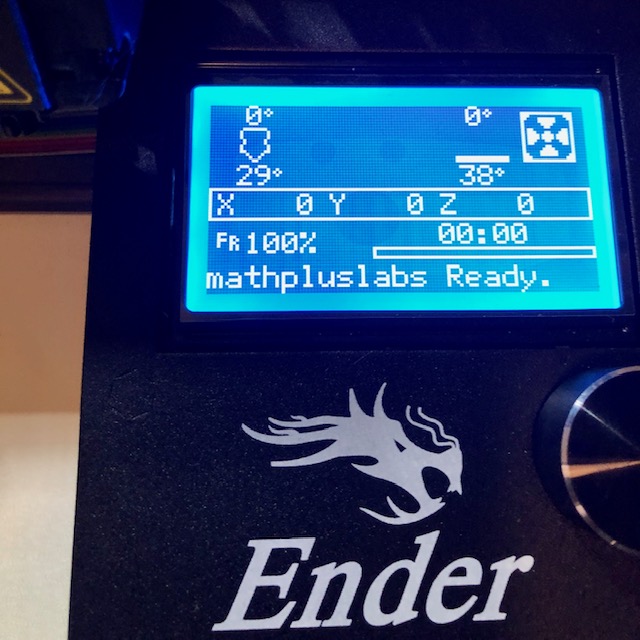 0° 0°
29° 38°
X 0 Y 0 Z 0
FR 100% 00:00
mathpluslabs Ready.
Ender